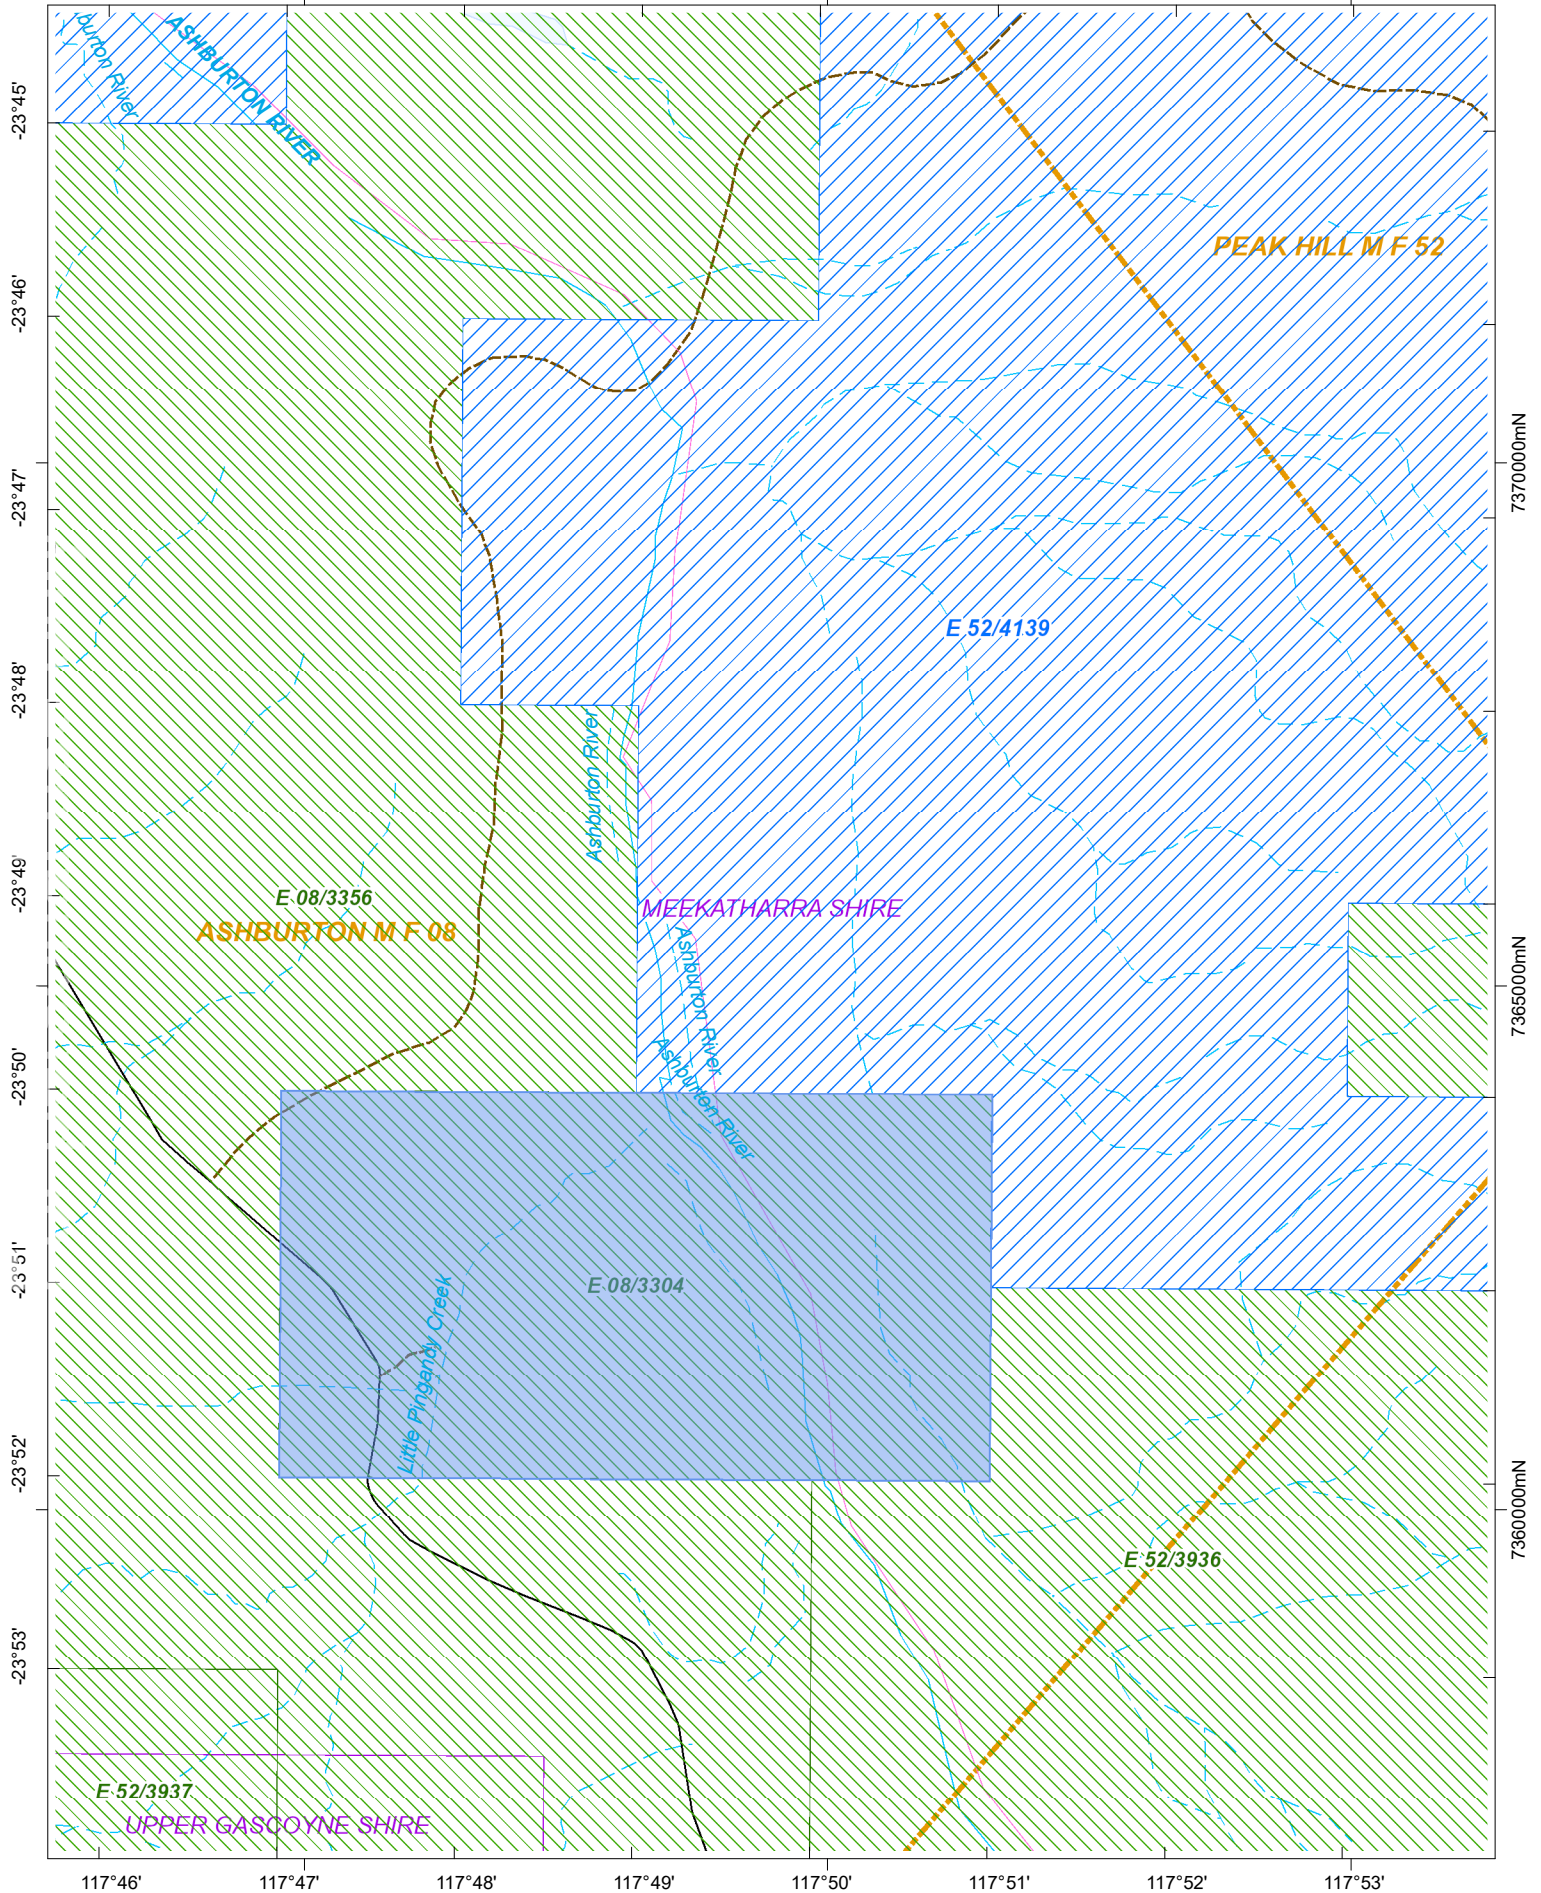 burton River
ASHBURTON RIVER
-23°45'
PEAK HILL M F 52
-23°46'
7370000mN
-23°47'
E 52/4139
-23°48'
Ashburton River
-23°49'
E 08/3356
MEEKATHARRA SHIRE
ASHBURTON M F 08
Ashburton River
7365000mN
-23°50'
Ashburton River
-23°51'
E 08/3304
Little Pingandy Creek
-23°52'
7360000mN
E 52/3936
-23°53'
E 52/3937
UPPER GASCOYNE SHIRE
117°46' 117°47' 117°48' 117°49' 117°50' 117°51' 117°52' 117°53'